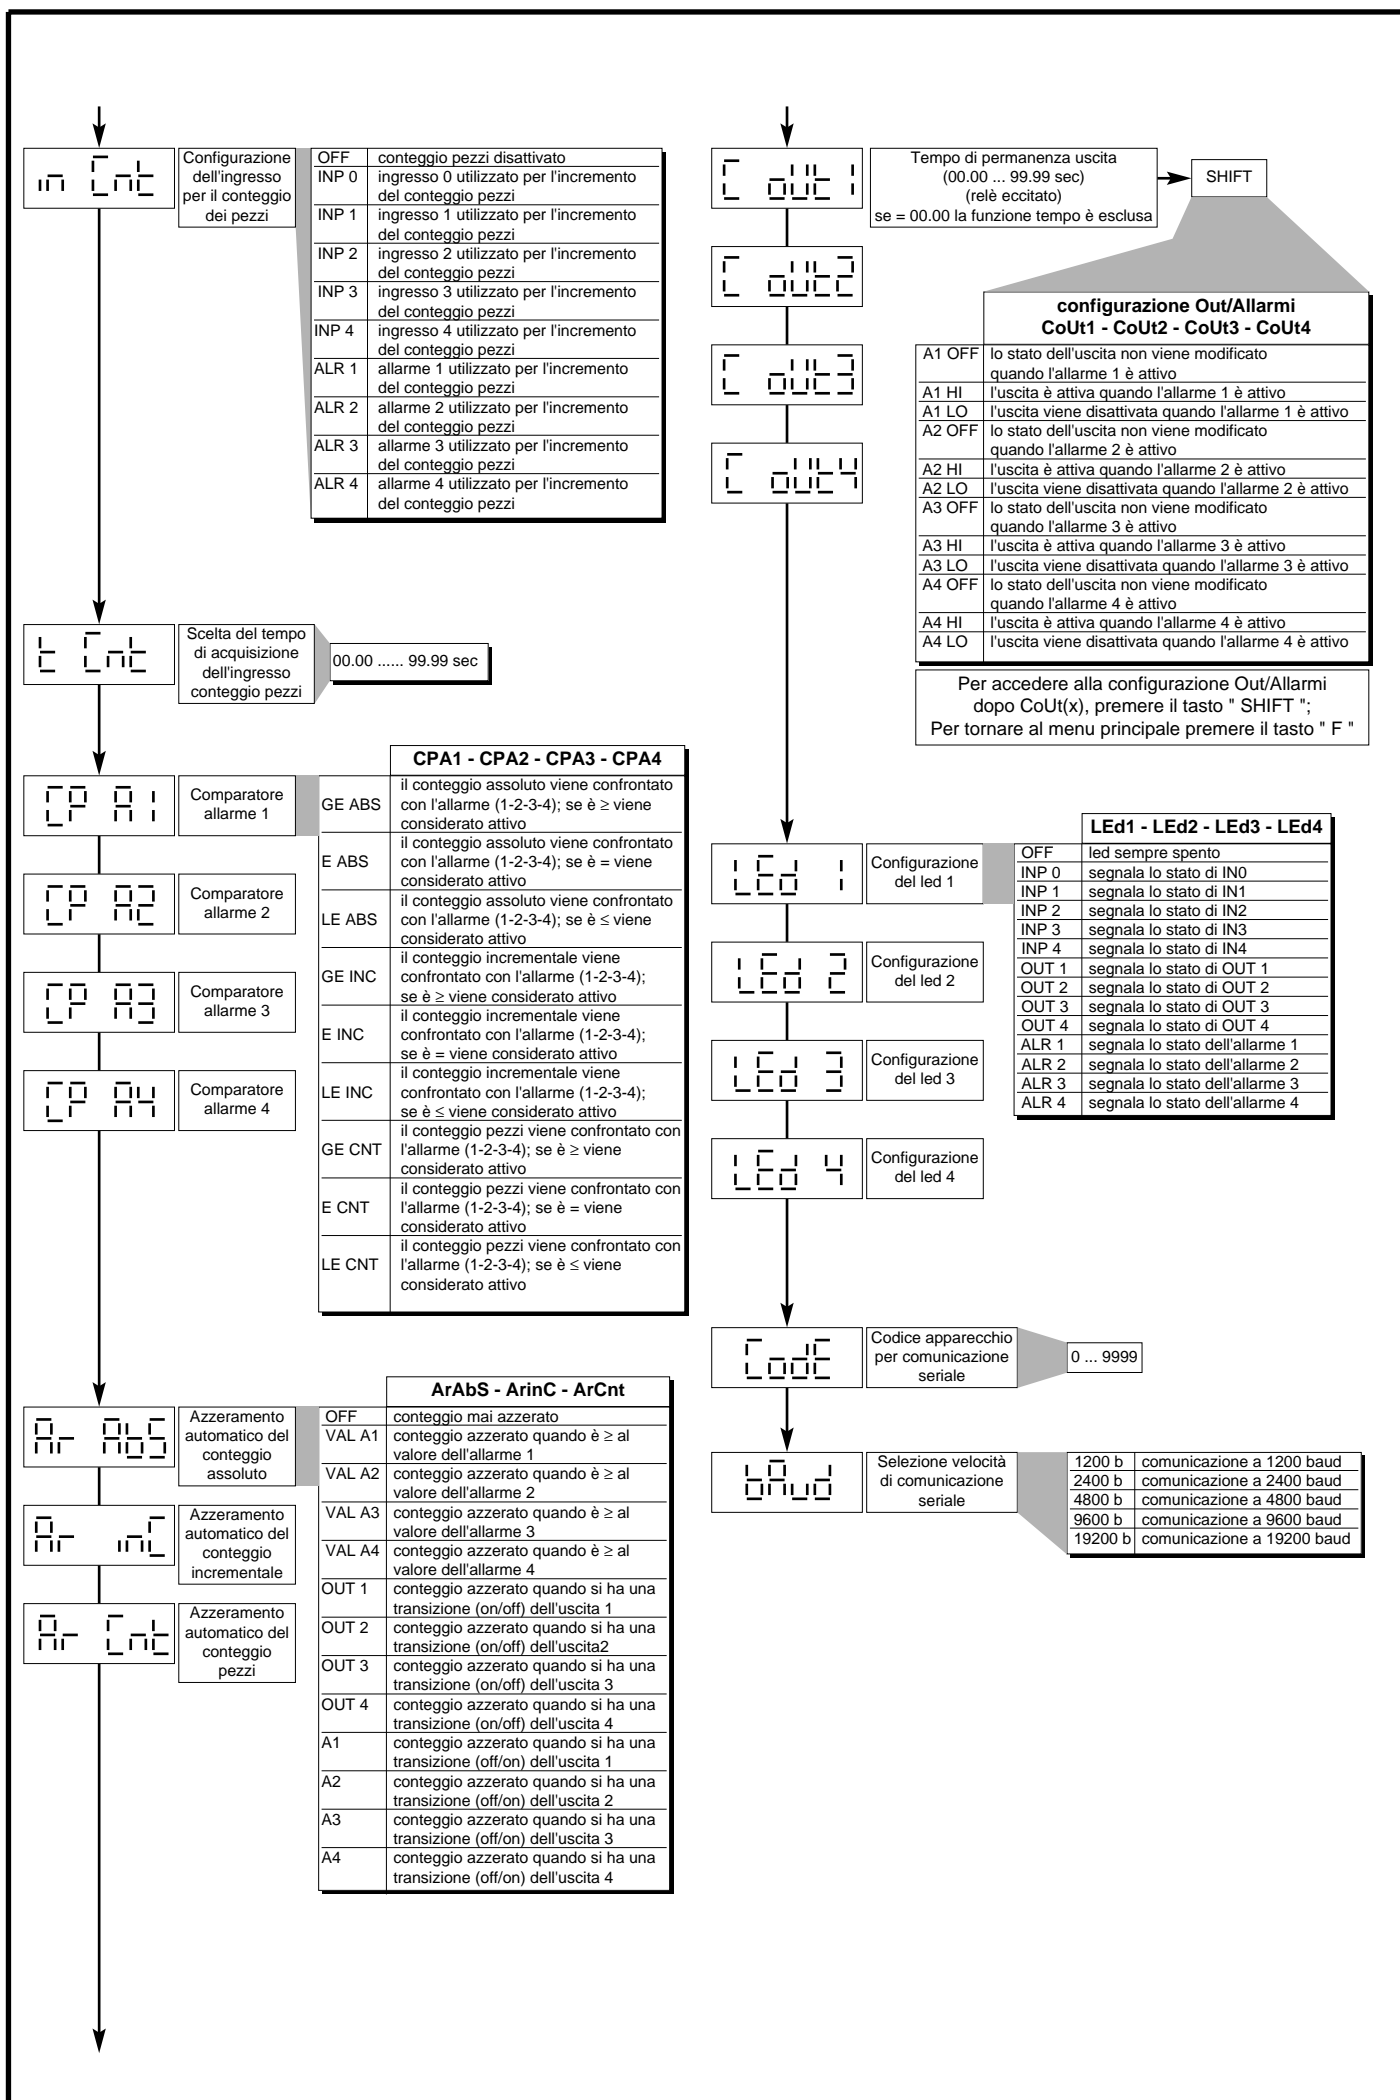 in Cnt
Configurazione
dell'ingresso
per il conteggio
dei pezzi
OFF conteggio pezzi disattivato
INP 0 ingresso 0 utilizzato per l'incremento
del conteggio pezzi
INP 1 ingresso 1 utilizzato per l'incremento
del conteggio pezzi
INP 2 ingresso 2 utilizzato per l'incremento
del conteggio pezzi
INP 3 ingresso 3 utilizzato per l'incremento
del conteggio pezzi
INP 4 ingresso 4 utilizzato per l'incremento
del conteggio pezzi
ALR 1 allarme 1 utilizzato per l'incremento
del conteggio pezzi
ALR 2 allarme 2 utilizzato per l'incremento
del conteggio pezzi
ALR 3 allarme 3 utilizzato per l'incremento
del conteggio pezzi
ALR 4 allarme 4 utilizzato per l'incremento
del conteggio pezzi
t Cnt
Scelta del tempo
di acquisizione
dell'ingresso
conteggio pezzi
00.00 ...... 99.99 sec
CP A1
Comparatore
allarme 1
CP A2
Comparatore
allarme 2
CP A3
Comparatore
allarme 3
CP A4
Comparatore
allarme 4
CPA1 - CPA2 - CPA3 - CPA4
GE ABS il conteggio assoluto viene confrontato
con l'allarme (1-2-3-4); se è ≥ viene
considerato attivo
E ABS il conteggio assoluto viene confrontato
con l'allarme (1-2-3-4); se è = viene
considerato attivo
LE ABS il conteggio assoluto viene confrontato
con l'allarme (1-2-3-4); se è ≤ viene
considerato attivo
GE INC il conteggio incrementale viene
confrontato con l'allarme (1-2-3-4);
se è ≥ viene considerato attivo
E INC il conteggio incrementale viene
confrontato con l'allarme (1-2-3-4);
se è = viene considerato attivo
LE INC il conteggio incrementale viene
confrontato con l'allarme (1-2-3-4);
se è ≤ viene considerato attivo
GE CNT il conteggio pezzi viene confrontato con
l'allarme (1-2-3-4); se è ≥ viene
considerato attivo
E CNT il conteggio pezzi viene confrontato con
l'allarme (1-2-3-4); se è = viene
considerato attivo
LE CNT il conteggio pezzi viene confrontato con
l'allarme (1-2-3-4); se è ≤ viene
considerato attivo
Ar AbS
Azzeramento
automatico del
conteggio
assoluto
Ar inC
Azzeramento
automatico del
conteggio
incrementale
Ar Cnt
Azzeramento
automatico del
conteggio
pezzi
ArAbS - ArinC - ArCnt
OFF conteggio mai azzerato
VAL A1 conteggio azzerato quando è ≥ al
valore dell'allarme 1
VAL A2 conteggio azzerato quando è ≥ al
valore dell'allarme 2
VAL A3 conteggio azzerato quando è ≥ al
valore dell'allarme 3
VAL A4 conteggio azzerato quando è ≥ al
valore dell'allarme 4
OUT 1 conteggio azzerato quando si ha una
transizione (on/off) dell'uscita 1
OUT 2 conteggio azzerato quando si ha una
transizione (on/off) dell'uscita2
OUT 3 conteggio azzerato quando si ha una
transizione (on/off) dell'uscita 3
OUT 4 conteggio azzerato quando si ha una
transizione (on/off) dell'uscita 4
A1 conteggio azzerato quando si ha una
transizione (off/on) dell'uscita 1
A2 conteggio azzerato quando si ha una
transizione (off/on) dell'uscita 2
A3 conteggio azzerato quando si ha una
transizione (off/on) dell'uscita 3
A4 conteggio azzerato quando si ha una
transizione (off/on) dell'uscita 4
C oUt1
C oUt2
C oUt3
C oUt4
Tempo di permanenza uscita
(00.00 ... 99.99 sec)
(relè eccitato)
se = 00.00 la funzione tempo è esclusa
SHIFT
configurazione Out/Allarmi
CoUt1 - CoUt2 - CoUt3 - CoUt4
A1 OFF lo stato dell'uscita non viene modificato
quando l'allarme 1 è attivo
A1 HI l'uscita è attiva quando l'allarme 1 è attivo
A1 LO l'uscita viene disattivata quando l'allarme 1 è attivo
A2 OFF lo stato dell'uscita non viene modificato
quando l'allarme 2 è attivo
A2 HI l'uscita è attiva quando l'allarme 2 è attivo
A2 LO l'uscita viene disattivata quando l'allarme 2 è attivo
A3 OFF lo stato dell'uscita non viene modificato
quando l'allarme 3 è attivo
A3 HI l'uscita è attiva quando l'allarme 3 è attivo
A3 LO l'uscita viene disattivata quando l'allarme 3 è attivo
A4 OFF lo stato dell'uscita non viene modificato
quando l'allarme 4 è attivo
A4 HI l'uscita è attiva quando l'allarme 4 è attivo
A4 LO l'uscita viene disattivata quando l'allarme 4 è attivo
Per accedere alla configurazione Out/Allarmi
dopo CoUt(x), premere il tasto " SHIFT ";
Per tornare al menu principale premere il tasto " F "
LEd 1
Configurazione
del led 1
LEd 2
Configurazione
del led 2
LEd 3
Configurazione
del led 3
LEd 4
Configurazione
del led 4
LEd1 - LEd2 - LEd3 - LEd4
OFF led sempre spento
INP 0 segnala lo stato di IN0
INP 1 segnala lo stato di IN1
INP 2 segnala lo stato di IN2
INP 3 segnala lo stato di IN3
INP 4 segnala lo stato di IN4
OUT 1 segnala lo stato di OUT 1
OUT 2 segnala lo stato di OUT 2
OUT 3 segnala lo stato di OUT 3
OUT 4 segnala lo stato di OUT 4
ALR 1 segnala lo stato dell'allarme 1
ALR 2 segnala lo stato dell'allarme 2
ALR 3 segnala lo stato dell'allarme 3
ALR 4 segnala lo stato dell'allarme 4
CodE
Codice apparecchio
per comunicazione
seriale
0 ... 9999
bAud
Selezione velocità
di comunicazione
seriale
1200 b comunicazione a 1200 baud
2400 b comunicazione a 2400 baud
4800 b comunicazione a 4800 baud
9600 b comunicazione a 9600 baud
19200 b comunicazione a 19200 baud